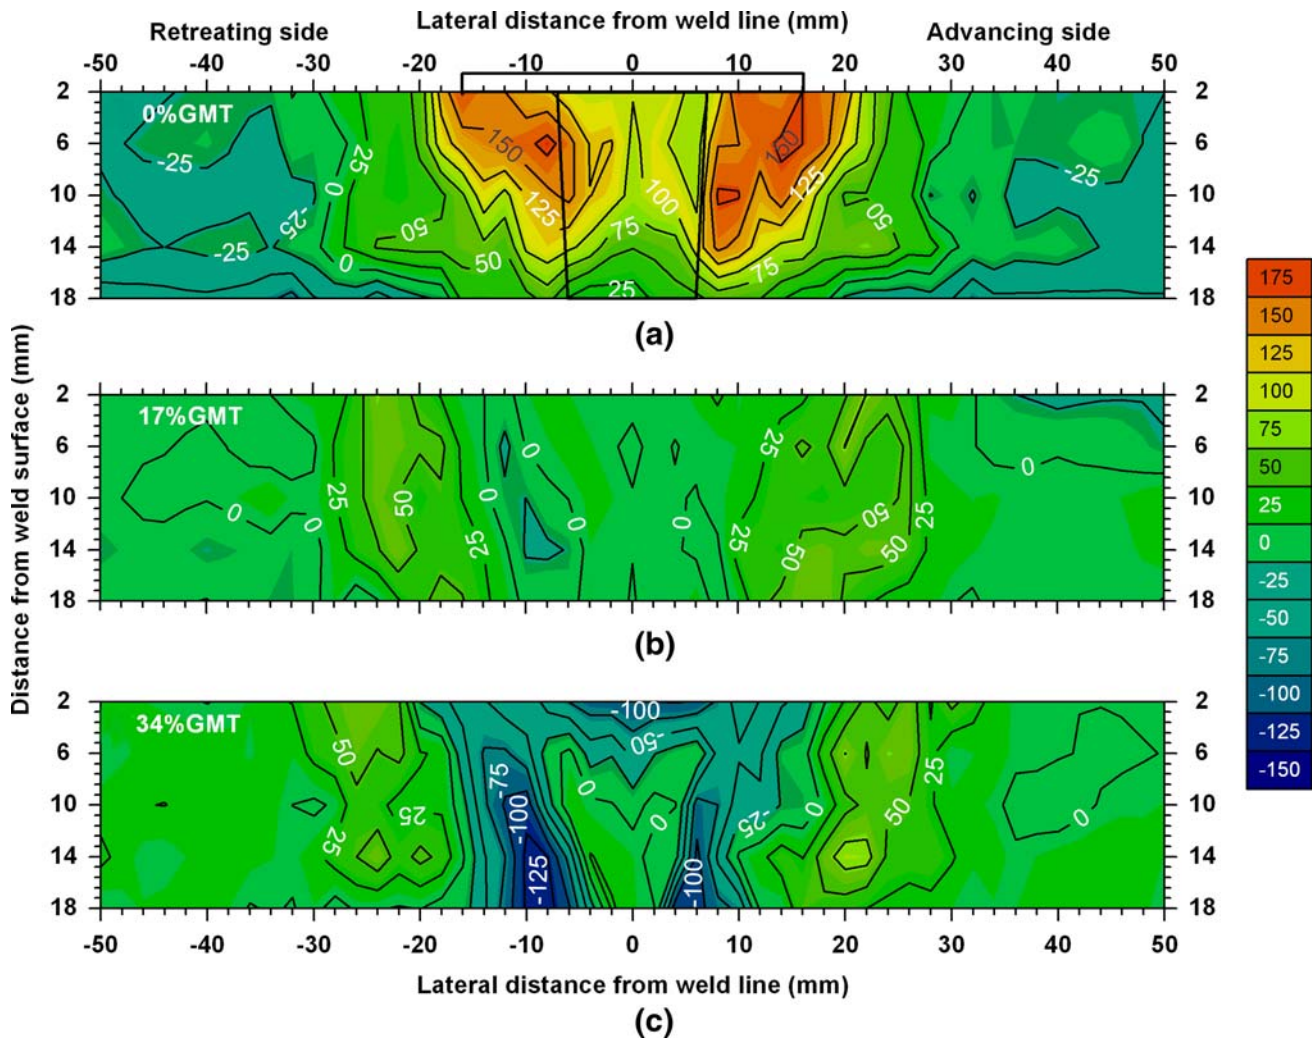 Lateral distance from weld line (mm)
Retreating side
Advancing side
-50 -40 -30 -20 -10 0 10 20 30 40 50
0%GMT
2 2
6 6
10 10
14 14
18 18
-25 0 25 150 150 -25
-25 0 50 125 100 125 50
-25 0 50 75 75
25
(a)
Distance from weld surface (mm)
17%GMT
2 2
6 6
10 10
14 14
18 18
0 25 0
25 50 0 0
0 0 25 0 0 25 50 25
50 50
(b)
34%GMT
2 2
6 6
10 10
14 14
18 18
-100
50 -50
-75 0 25
25 -100 0 -25 0 50 0
25 -125 -100
-50 -40 -30 -20 -10 0 10 20 30 40 50
Lateral distance from weld line (mm)
(c)
175
150
125
100
75
50
25
0
-25
-50
-75
-100
-125
-150